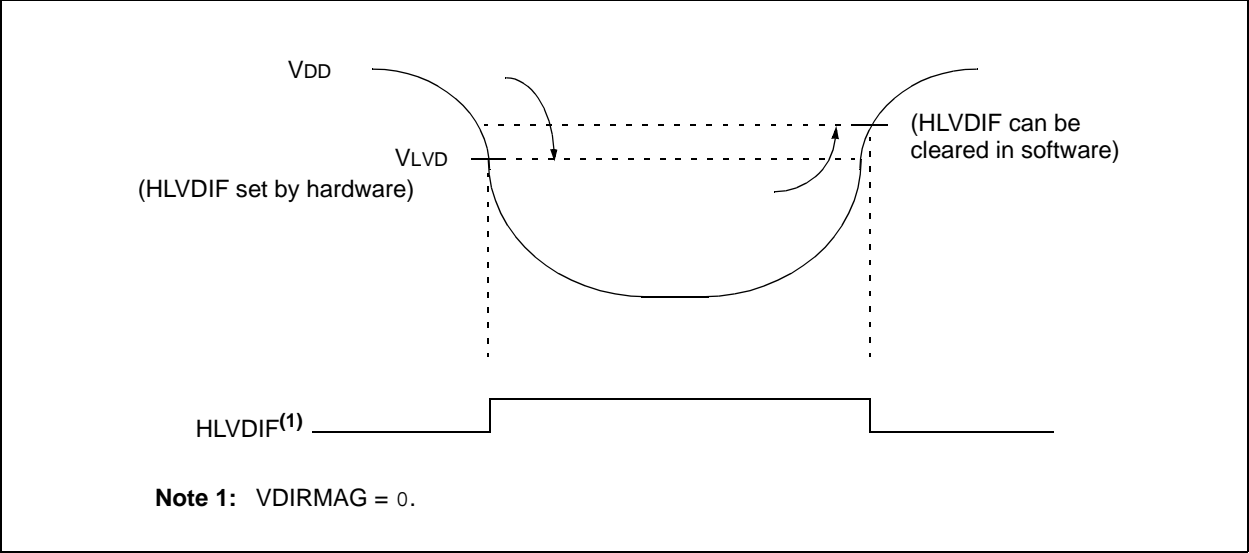 VDD
(HLVDIF can be
cleared in software)
VLVD
(HLVDIF set by hardware)
HLVDIF(1)
Note 1: VDIRMAG = 0.